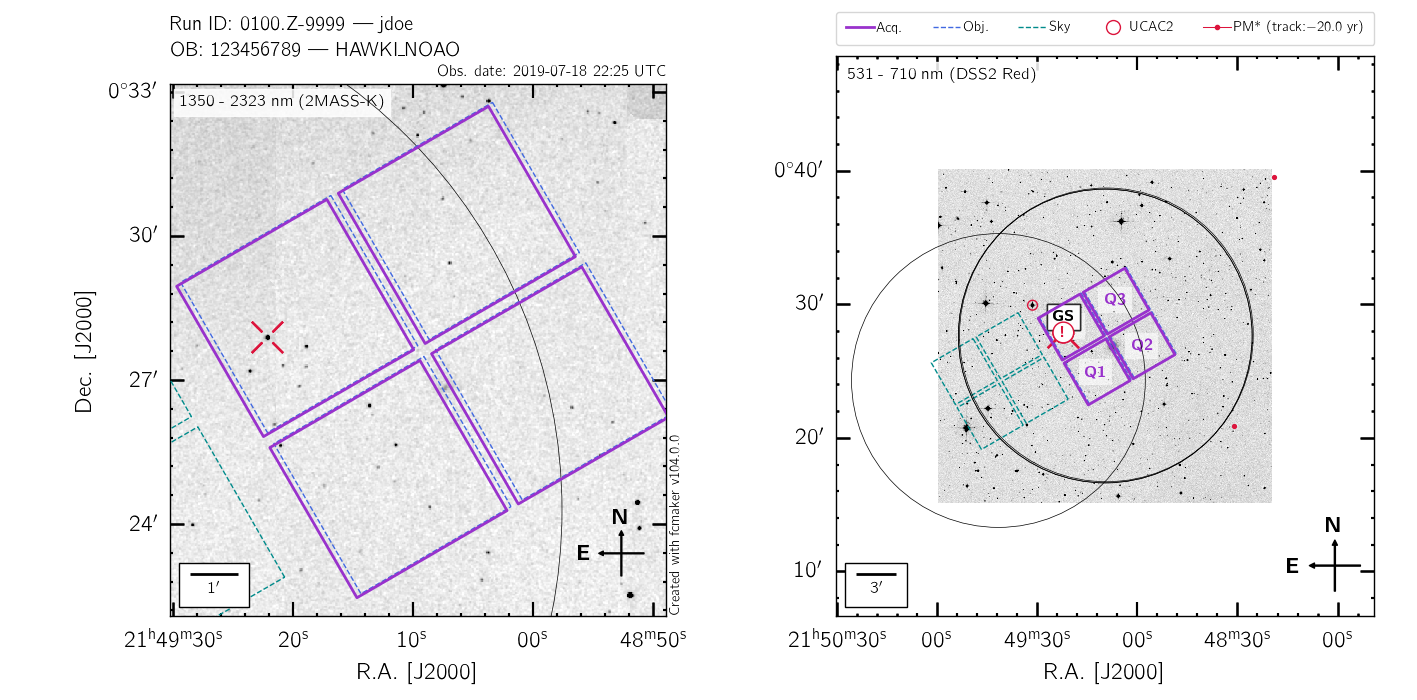 Run ID: 0100.Z-9999 — jdoe
OB: 123456789 — HAWKI_NOAO
Obs. date: 2019-07-18 22:25 UTC
1350 - 2323 nm (2MASS-K)
0°33′
30′
27′
24′
Dec. [J2000]
1′
N
E
Created with fcmaker v104.0.0
21ʰ49ᵐ30ˢ 20ˢ 10ˢ 00ˢ 48ᵐ50ˢ
R.A. [J2000]
Acq. Obj. Sky UCAC2 PM* (track:−20.0 yr)
531 - 710 nm (DSS2 Red)
0°40′
30′
20′
10′
GS
!
Q3
Q2
Q1
3′
N
E
21ʰ50ᵐ30ˢ 00ˢ 49ᵐ30ˢ 00ˢ 48ᵐ30ˢ 00ˢ
R.A. [J2000]